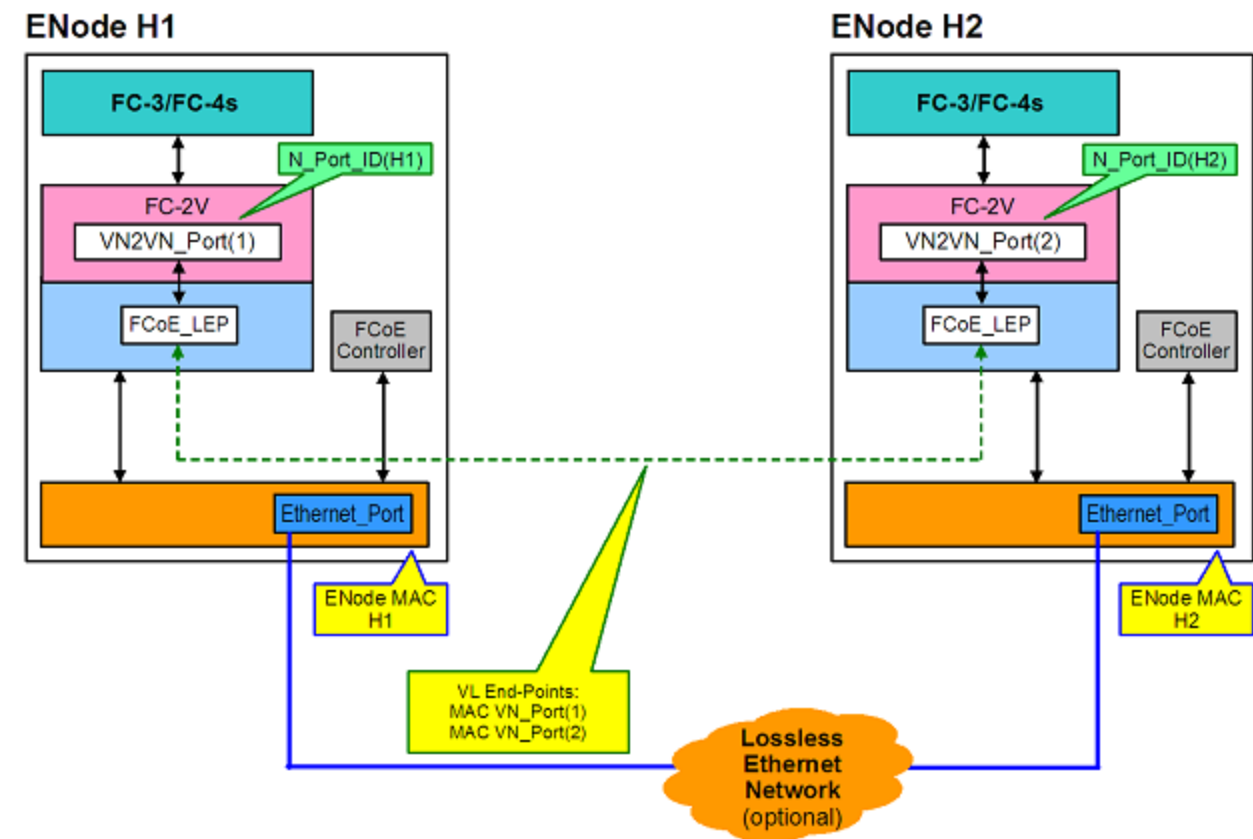 ENode H1
FC-3/FC-4s
N_Port_ID(H1)
FC-2V
VN2VN_Port(1)
FCoE_LEP
FCoE
Controller
Ethernet_Port
ENode MAC
H1
ENode H2
FC-3/FC-4s
N_Port_ID(H2)
FC-2V
VN2VN_Port(2)
FCoE_LEP
FCoE
Controller
Ethernet_Port
ENode MAC
H2
VL End-Points:
MAC VN_Port(1)
MAC VN_Port(2)
Lossless
Ethernet
Network
(optional)